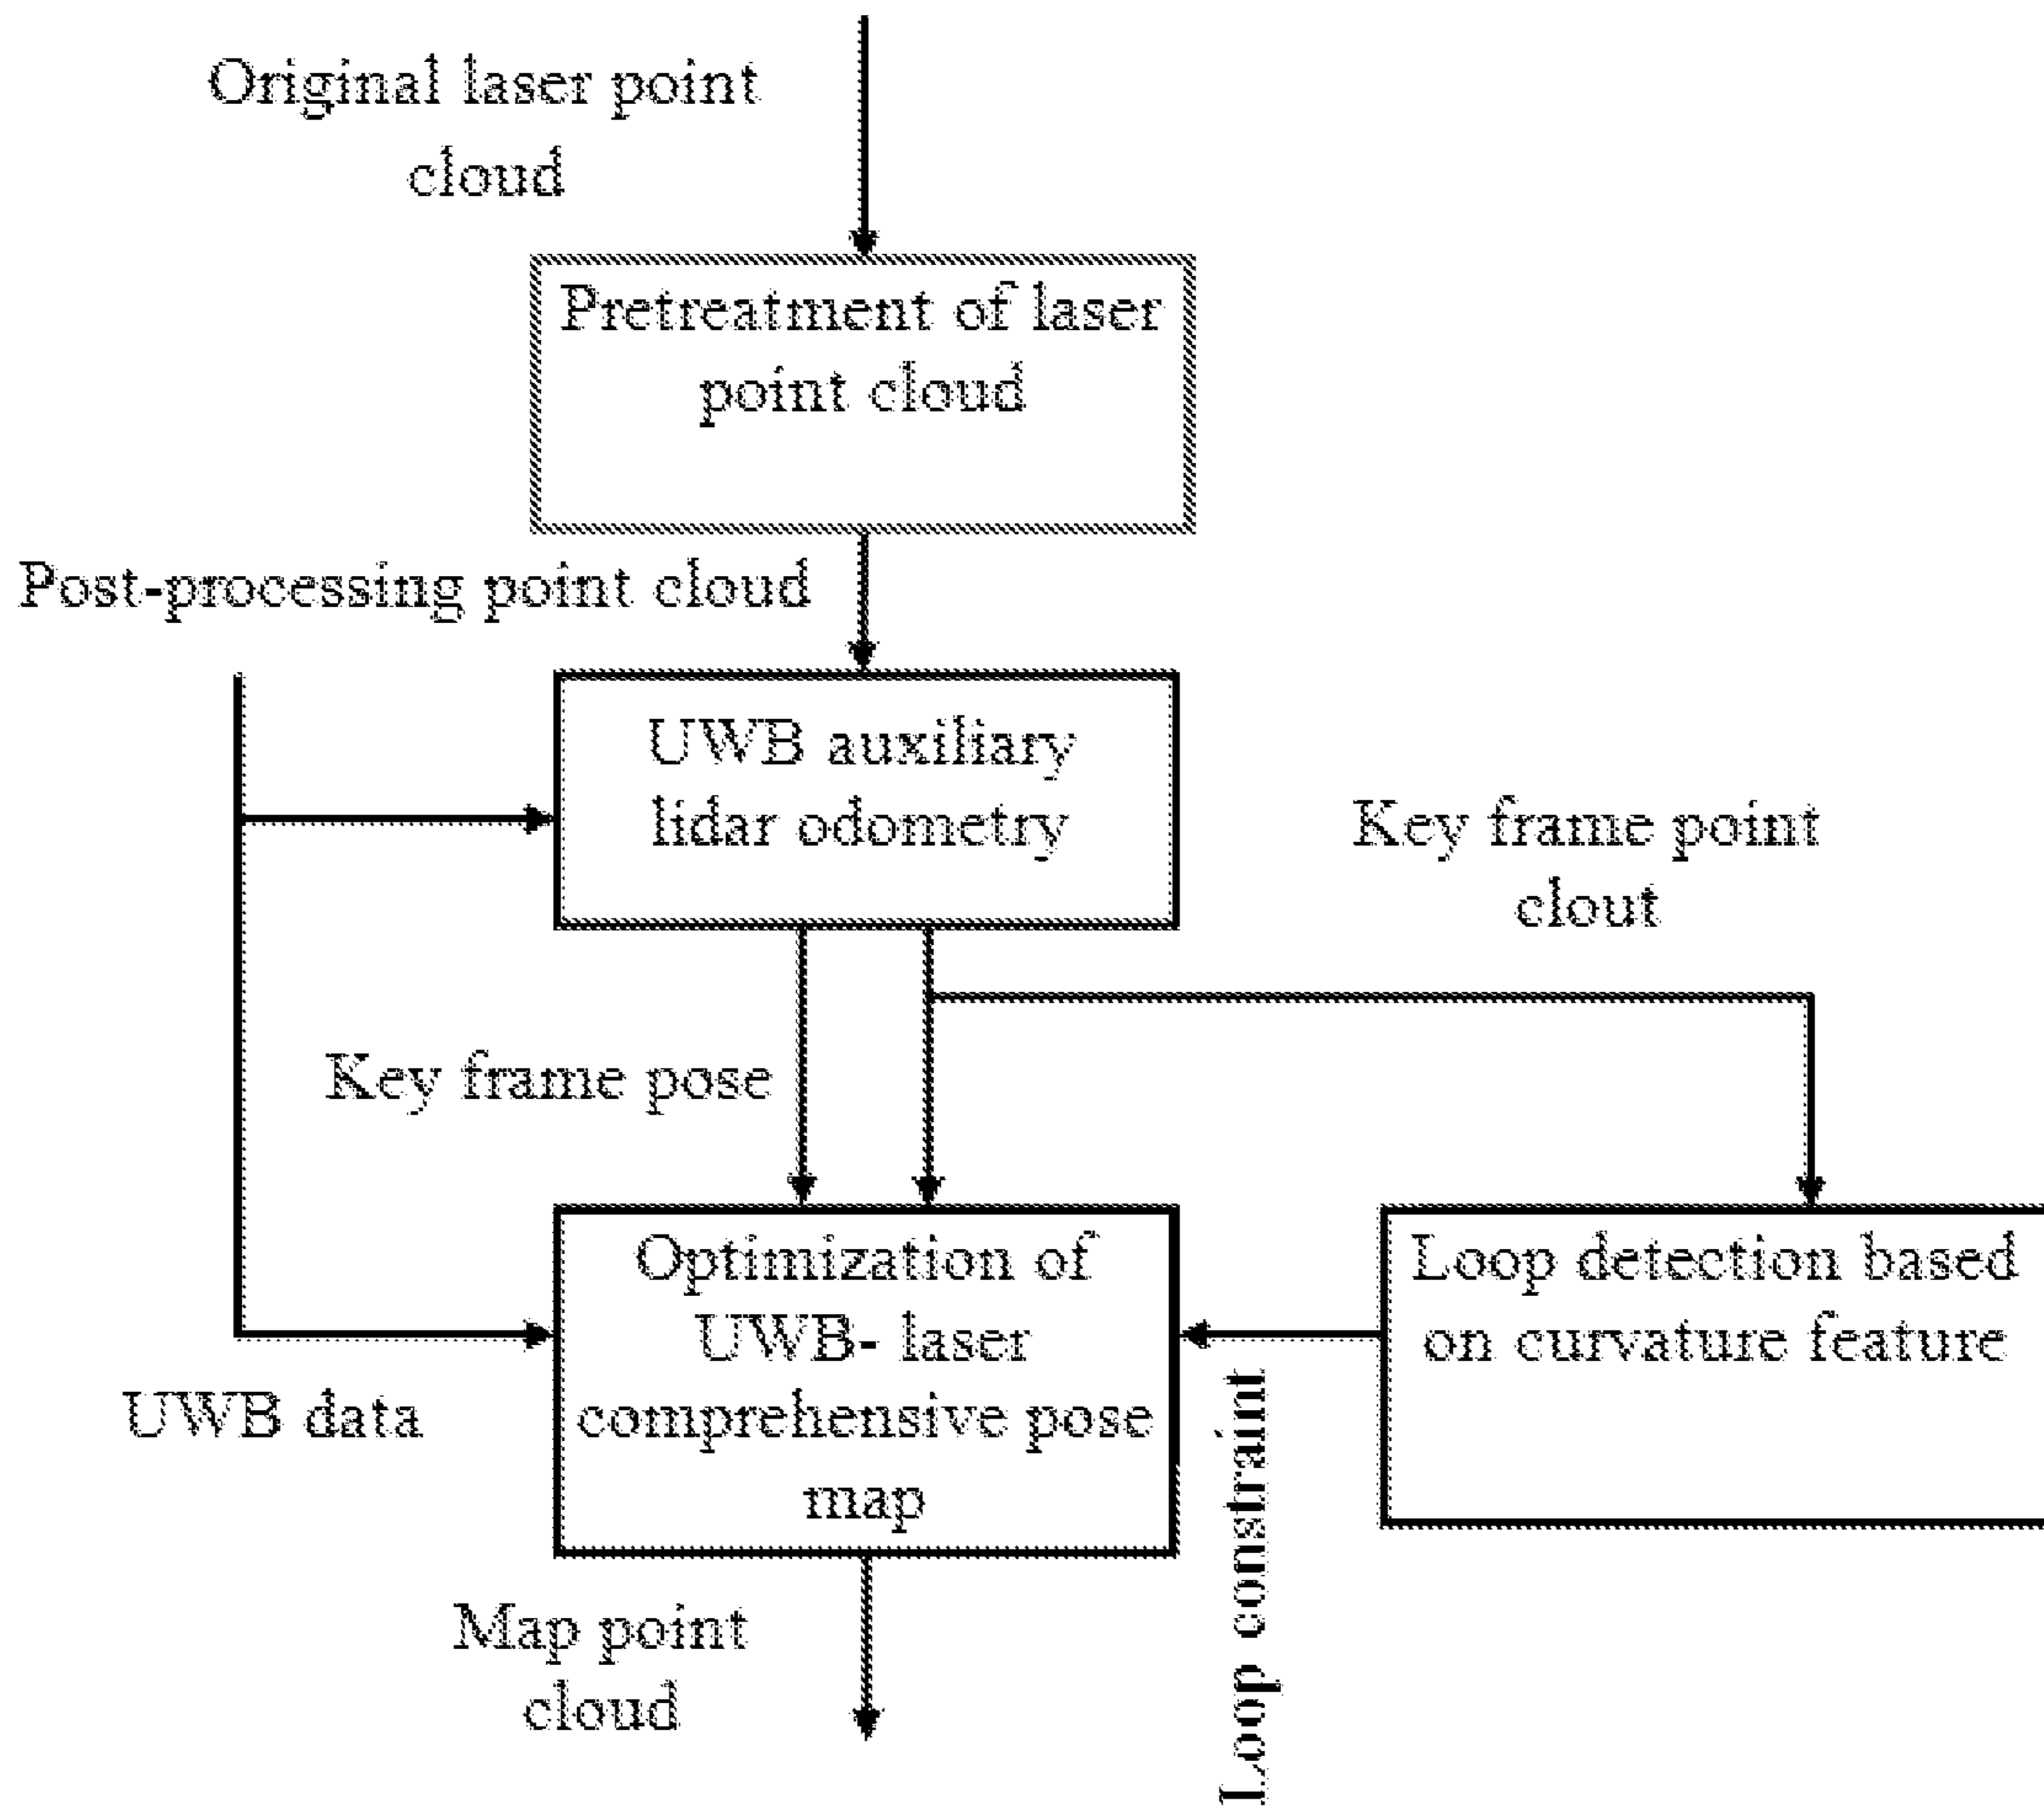 Original laser point
cloud
Pretreatment of laser
point cloud
Post-processing point cloud
UWB auxiliary
lidar odometry
Key frame point
clout
Key frame pose
Optimization of
UWB- laser
comprehensive pose
map
Loop detection based
on curvature feature
UWB data
Loop constraint
Map point
cloud